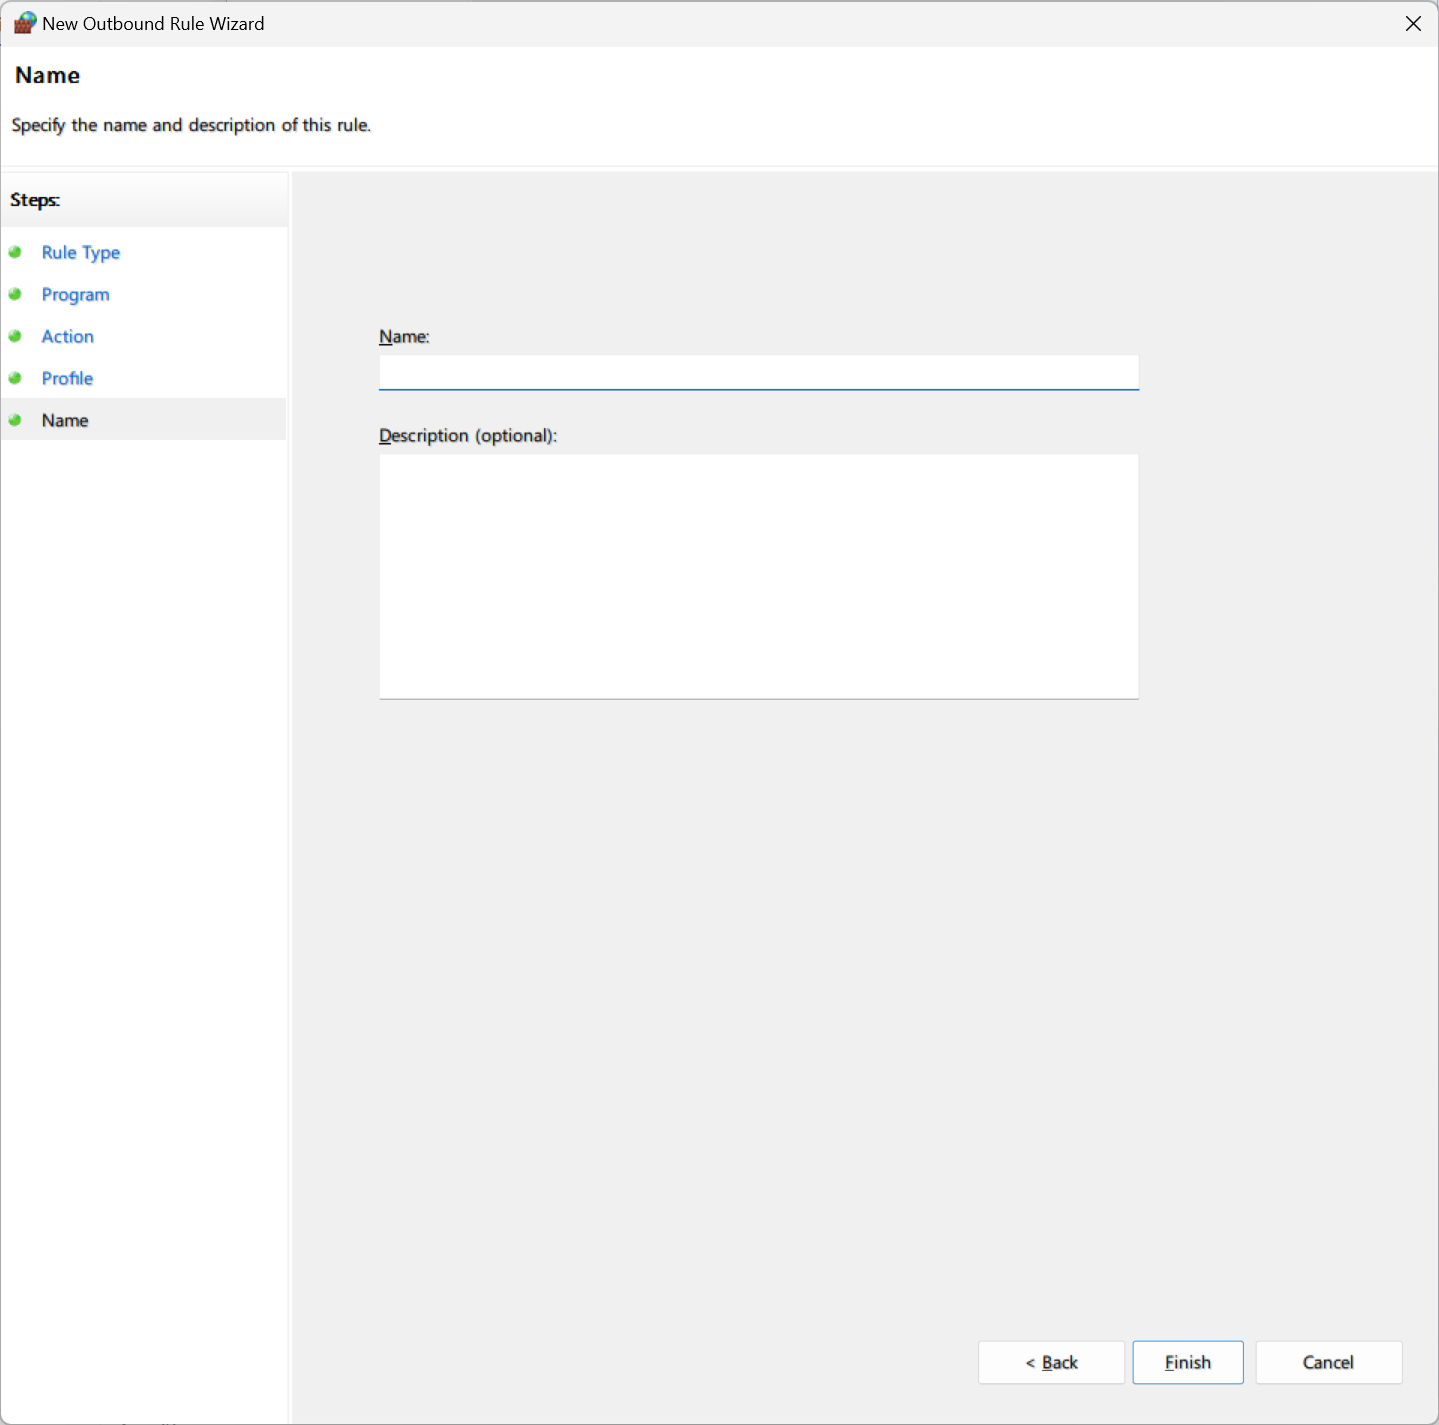 New Outbound Rule Wizard
Name
Specify the name and description of this rule.
Steps:
Rule Type
Program
Action
Profile
Name
Name:
Description (optional):
< Back
Finish
Cancel